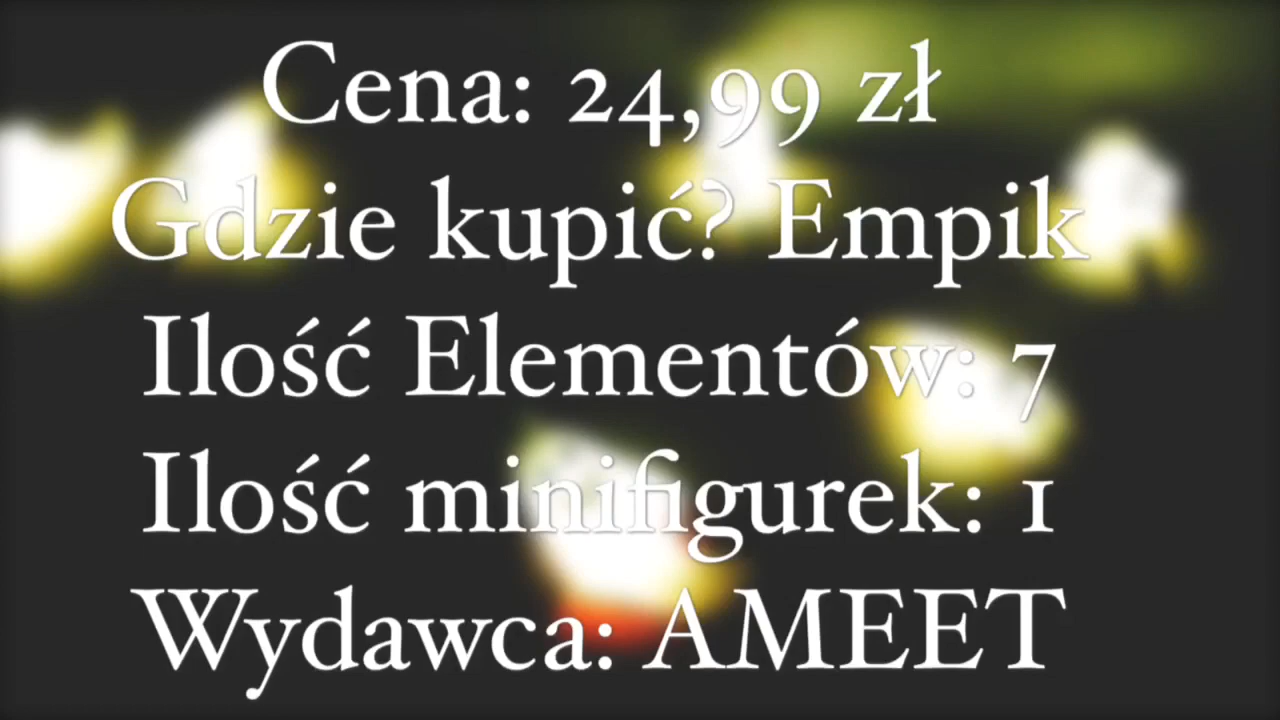 Cena: 24,99 zł
Gdzie kupić? Empik
Ilość Elementów: 7
Ilość minifigurek: 1
Wydawca: AMEET